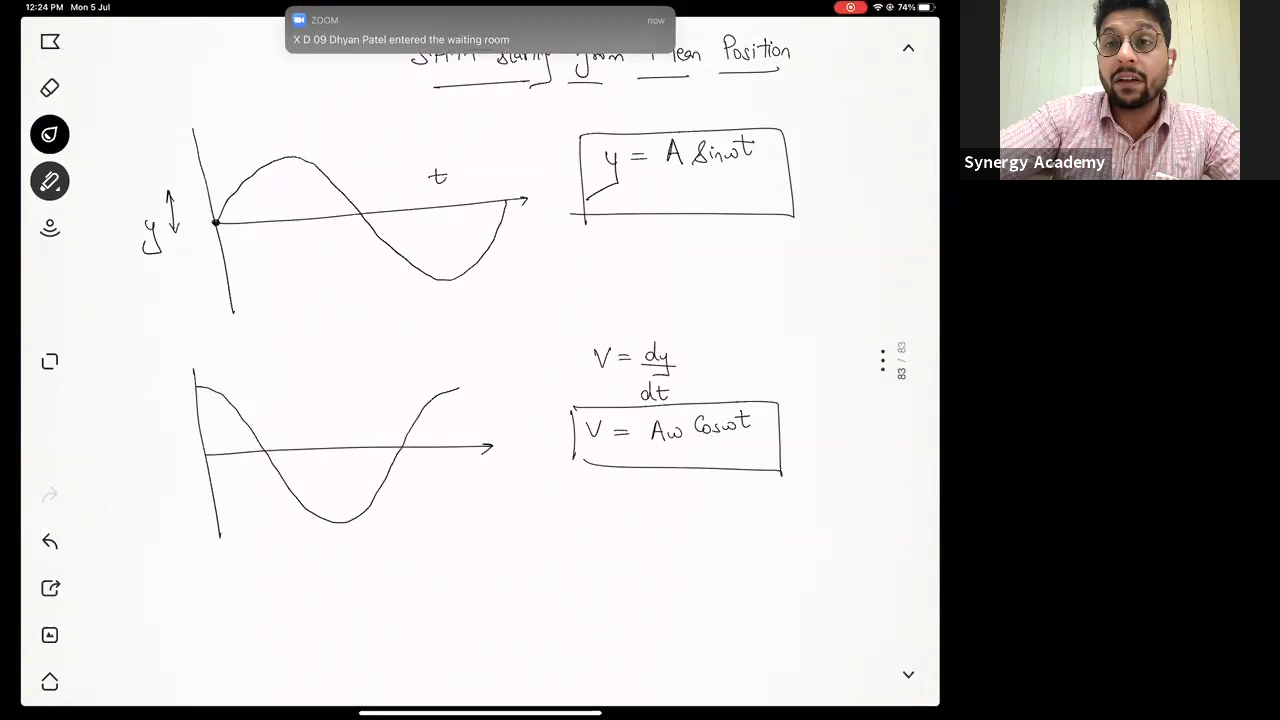 12:24 PM Mon 5 Jul
74%
ZOOM
now
X D 09 Dhyan Patel entered the waiting room
from Mean Position
y = A Sinωt
t
y
V = dy
dt
V = Aω Cosωt
83 / 83
Synergy Academy